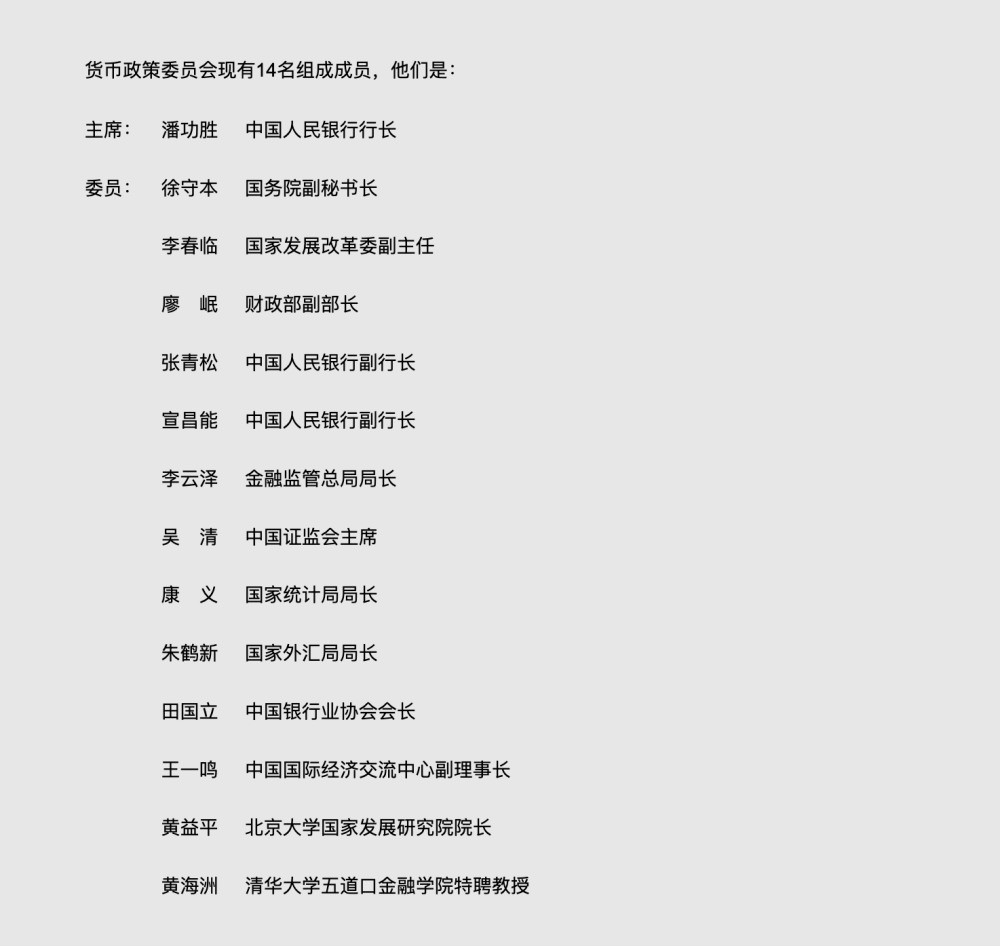 货币政策委员会现有14名组成成员，他们是：
主席： 潘功胜 中国人民银行行长
委员： 徐守本 国务院副秘书长
李春临 国家发展改革委副主任
廖　岷 财政部副部长
张青松 中国人民银行副行长
宣昌能 中国人民银行副行长
李云泽 金融监管总局局长
吴　清 中国证监会主席
康　义 国家统计局局长
朱鹤新 国家外汇局局长
田国立 中国银行业协会会长
王一鸣 中国国际经济交流中心副理事长
黄益平 北京大学国家发展研究院院长
黄海洲 清华大学五道口金融学院特聘教授